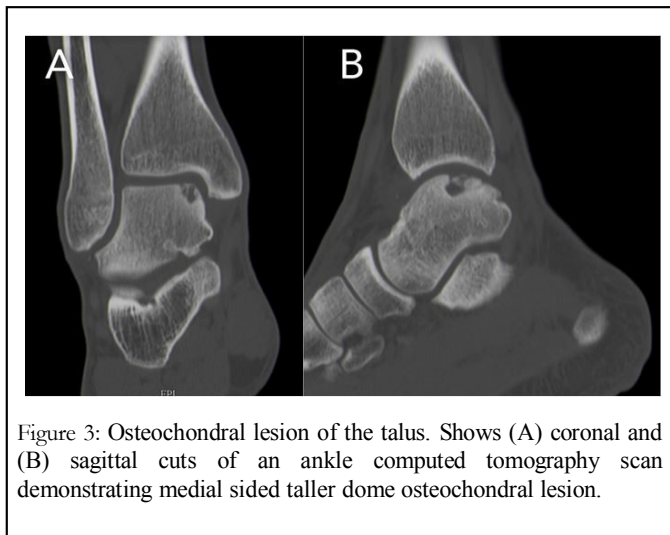 A
B
Figure 3: Osteochondral lesion of the talus. Shows (A) coronal and
(B) sagittal cuts of an ankle computed tomography scan
demonstrating medial sided taller dome osteochondral lesion.